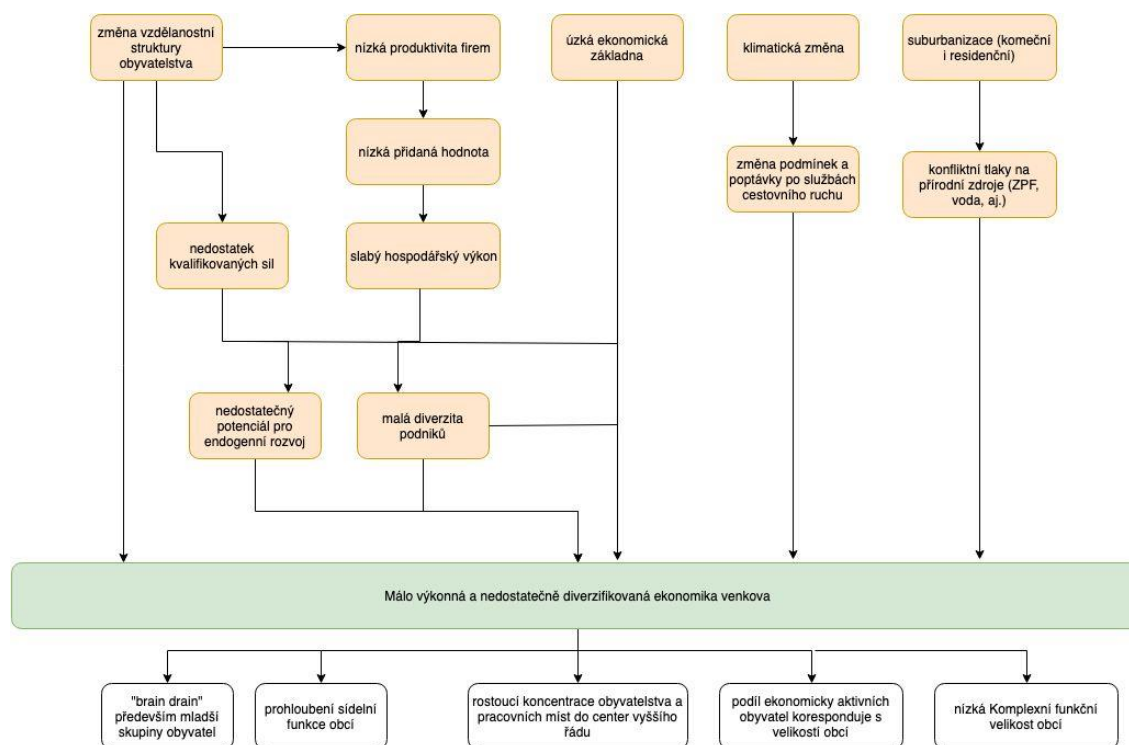 změna vzdělanostní
struktury
obyvatelstva
nízká produktivita firem
úzká ekonomická
základna
klimatická změna
suburbanizace (komeční
i residenční)
nízká přidaná hodnota
změna podmínek a
poptávky po službách
cestovního ruchu
konfliktní tlaky na
přírodní zdroje (ZPF,
voda, aj.)
nedostatek
kvalifikovaných sil
slabý hospodářský výkon
nedostatečný
potenciál pro
endogenní rozvoj
malá diverzita
podniků
Málo výkonná a nedostatečně diverzifikovaná ekonomika venkova
"brain drain"
především mladší
skupiny obyvatel
prohloubení sídelní
funkce obcí
rostoucí koncentrace obyvatelstva a
pracovních míst do center vyššího
řádu
podíl ekonomicky aktivních
obyvatel koresponduje s
velikostí obcí
nízká Komplexní funkční
velikost obcí